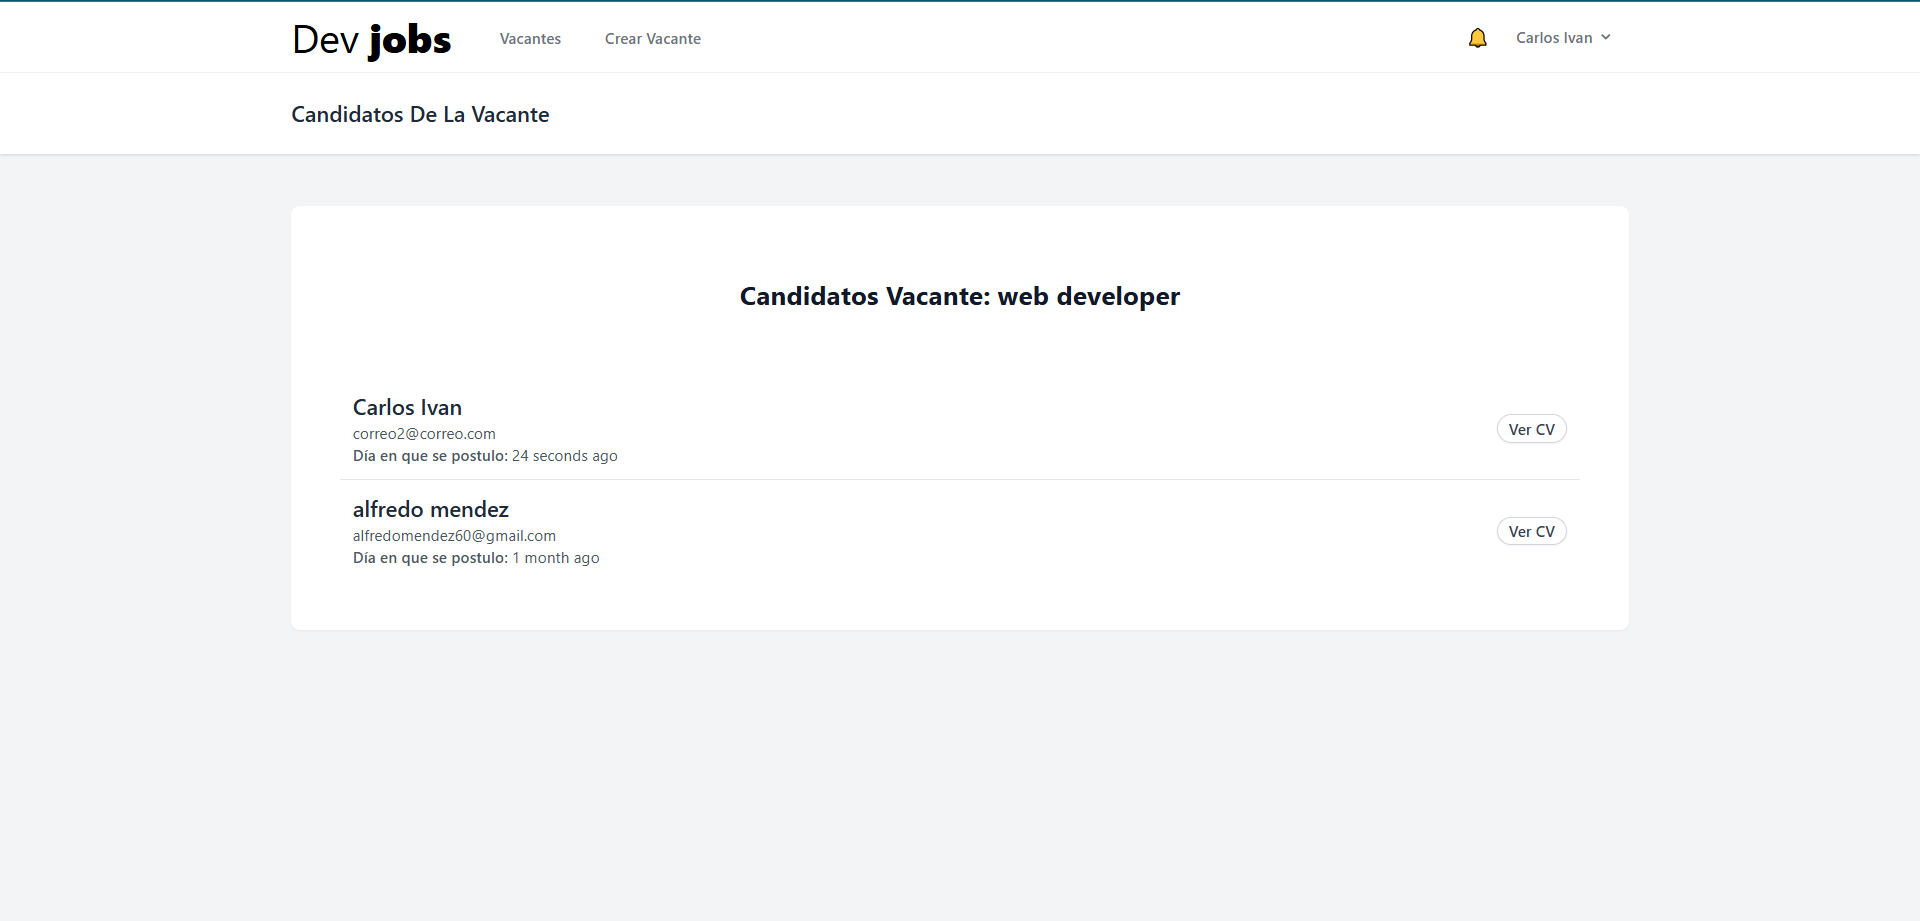 Dev jobs
Vacantes
Crear Vacante
Carlos Ivan
Candidatos De La Vacante
Candidatos Vacante: web developer
Carlos Ivan
correo2@correo.com
Día en que se postulo: 24 seconds ago
Ver CV
alfredo mendez
alfredomendez60@gmail.com
Día en que se postulo: 1 month ago
Ver CV